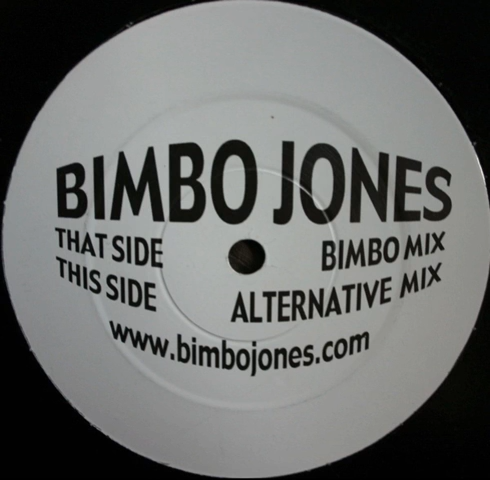 BIMBO JONES
THAT SIDE BIMBO MIX
THIS SIDE ALTERNATIVE MIX
www.bimbojones.com